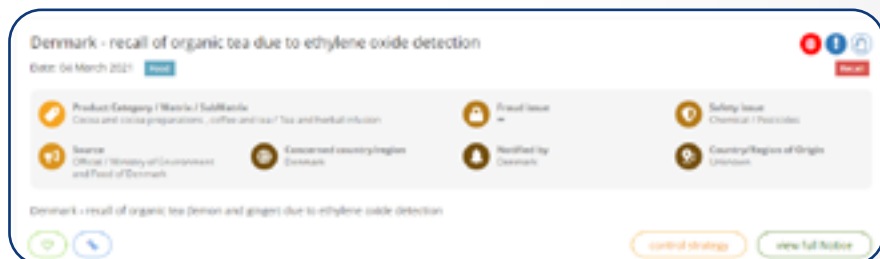 Denmark - recall of organic tea due to ethylene oxide detection
Date: 04 March 2021 Food
Recall
Product Category / Matrix / SubMatrix
Cocoa and cocoa preparations, coffee and tea / Tea and herbal infusion
Fraud issue
--
Safety issue
Chemical / Pesticides
Source
Official / Ministry of Environment
and Food of Denmark
Concerned country/region
Denmark
Notified by
Denmark
Country/Region of Origin
Unknown
Denmark - recall of organic tea (lemon and ginger) due to ethylene oxide detection
control strategy
view full Notice